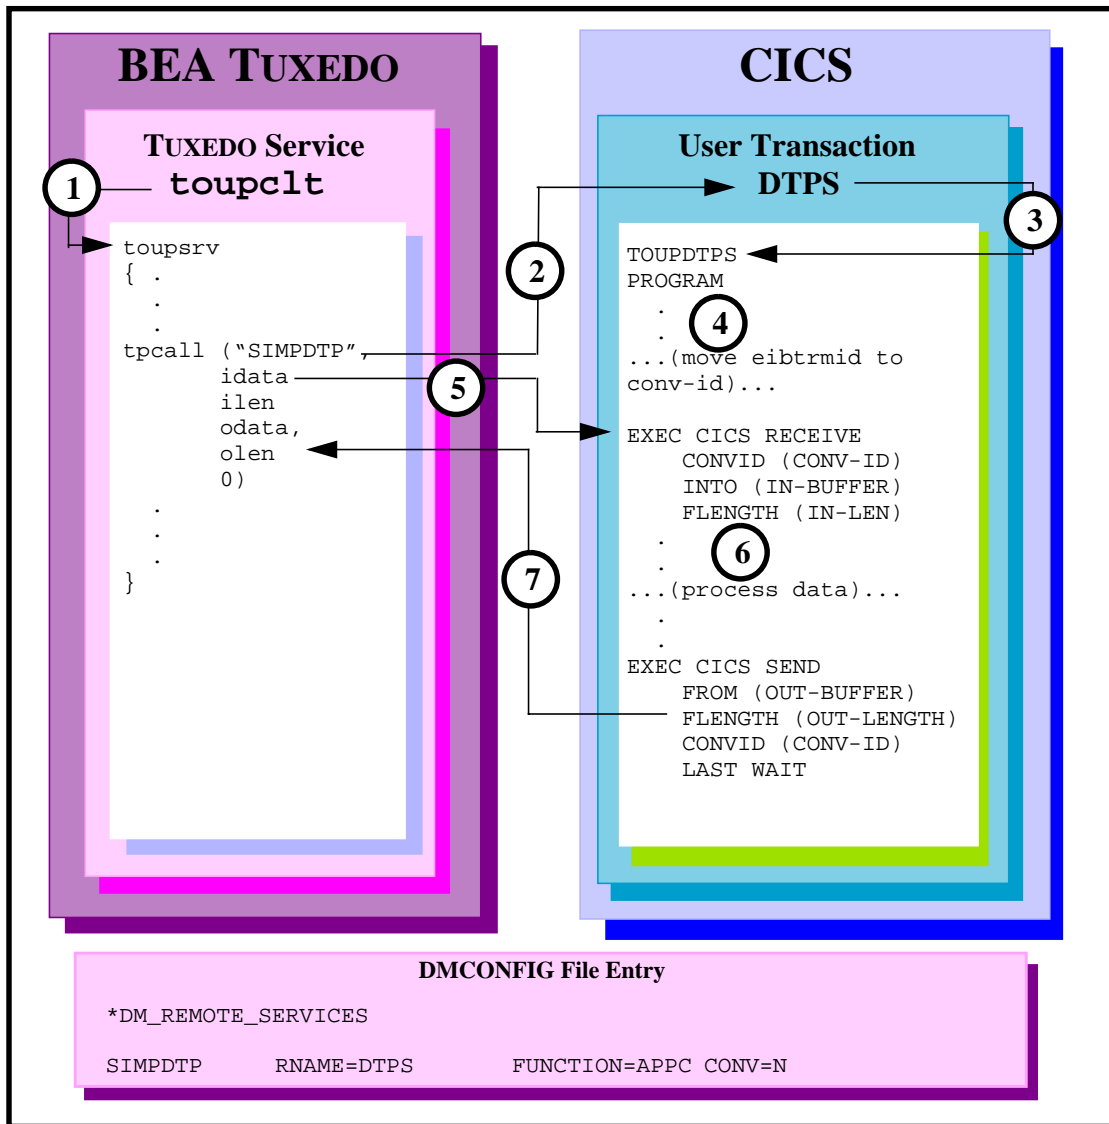 BEA TUXEDO
TUXEDO Service
toupclt
1
toupsrv
{ .
.
.
tpcall (“SIMPDTP”,
idata
ilen
odata,
olen
0)
.
.
.
}
2
5
7
CICS
User Transaction
DTPS
3
TOUPDTPS
PROGRAM
.
4
.
...(move eibtrmid to
conv-id)...
EXEC CICS RECEIVE
CONVID (CONV-ID)
INTO (IN-BUFFER)
FLENGTH (IN-LEN)
.
6
.
...(process data)...
.
.
EXEC CICS SEND
FROM (OUT-BUFFER)
FLENGTH (OUT-LENGTH)
CONVID (CONV-ID)
LAST WAIT
DMCONFIG File Entry
*DM_REMOTE_SERVICES
SIMPDTP RNAME=DTPS FUNCTION=APPC CONV=N